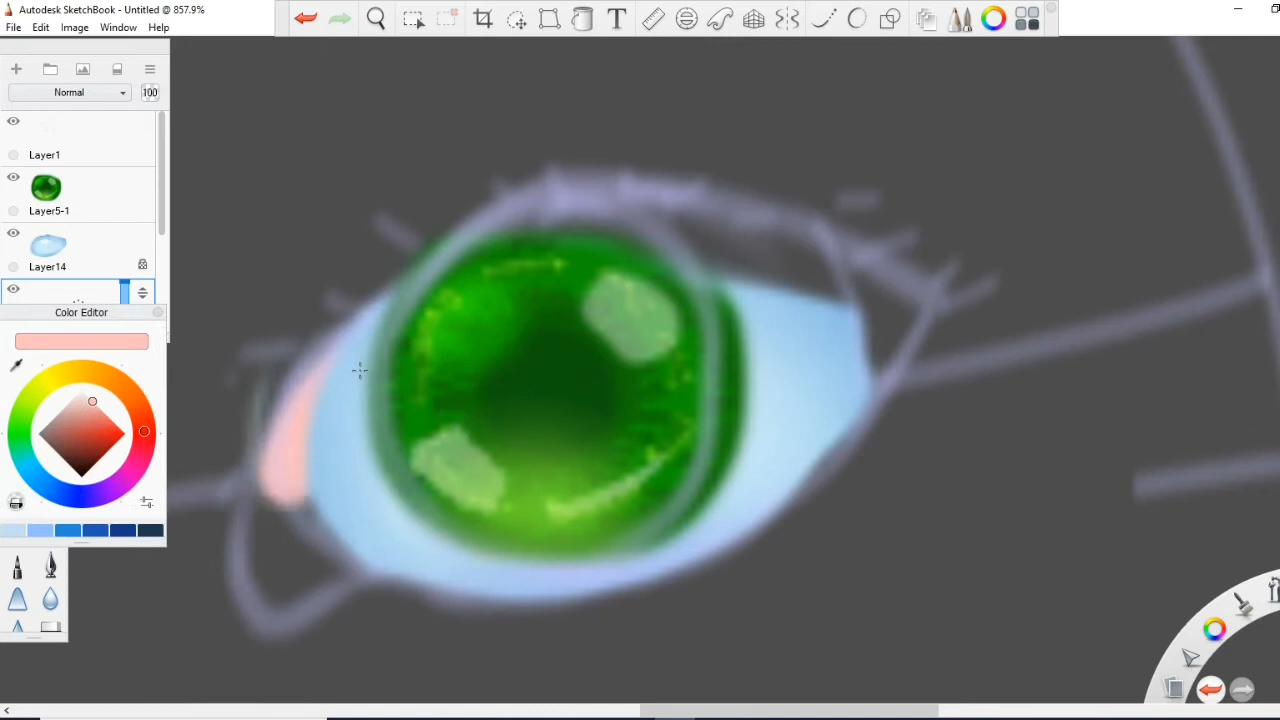 Autodesk SketchBook - Untitled @ 857.9%
File Edit Image Window Help
Normal
100
Layer1
Layer5-1
Layer14
Color Editor